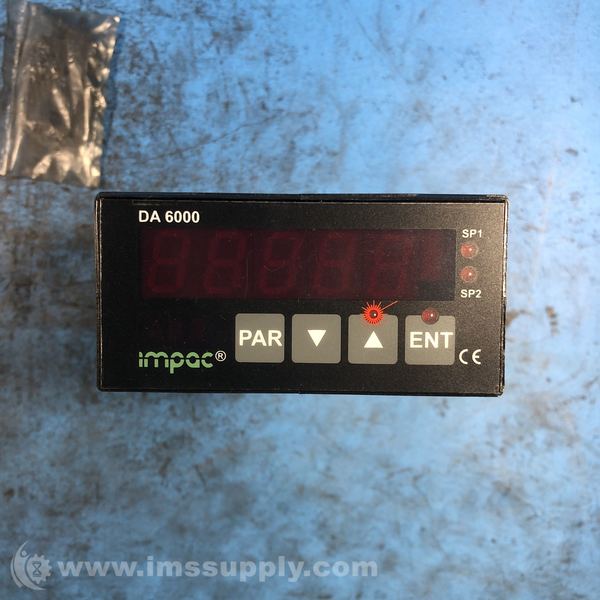 DA 6000
SP1
SP2
PAR ▼ ▲ ENT
impac® CE
www.imssupply.com